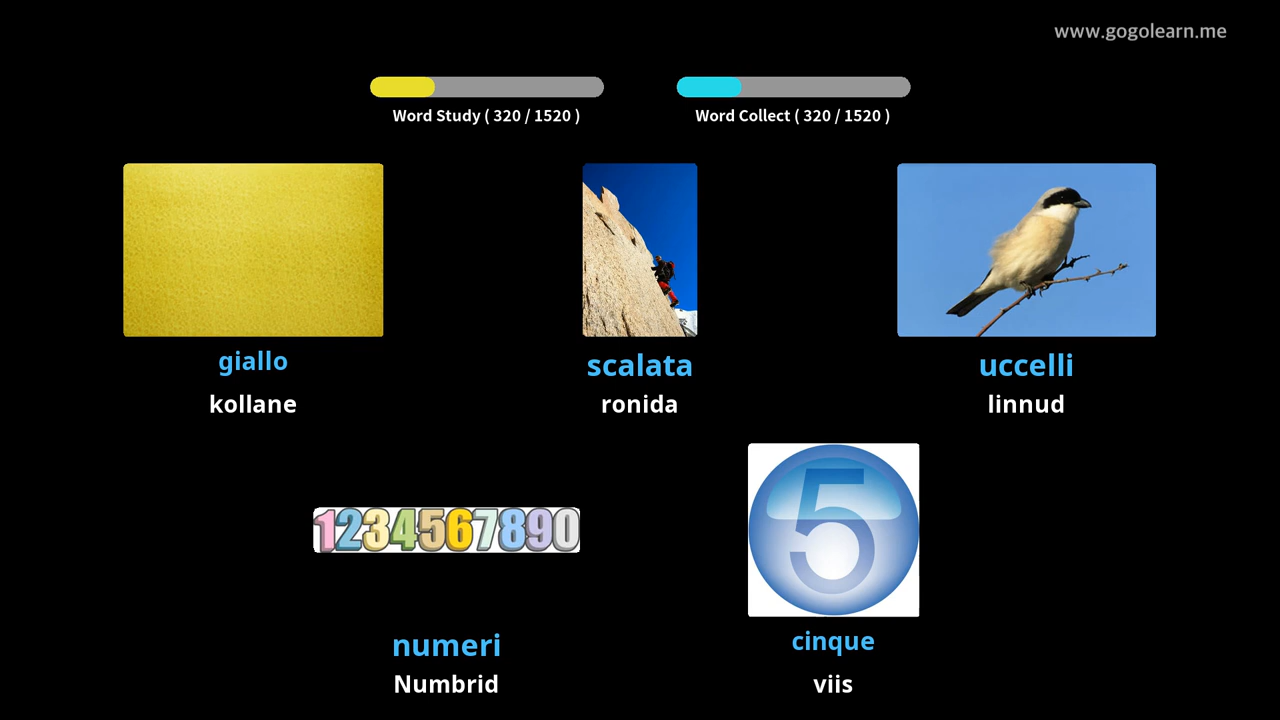 www.gogolearn.me
Word Study ( 320 / 1520 )
Word Collect ( 320 / 1520 )
giallo
kollane
scalata
ronida
uccelli
linnud
1234567890
numeri
Numbrid
5
cinque
viis